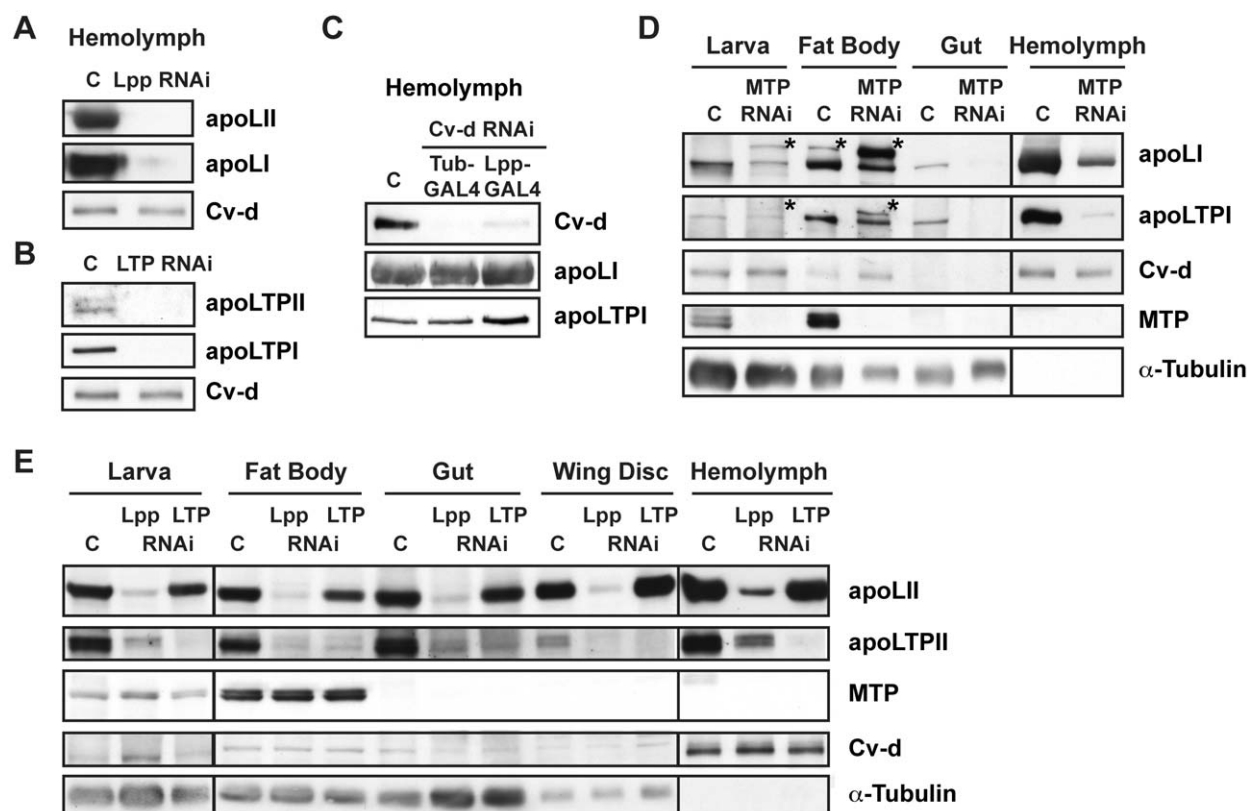 A
Hemolymph
C Lpp RNAi
apoLII
apoLI
Cv-d
B
C LTP RNAi
apoLTPII
apoLTPI
Cv-d
C
Hemolymph
Cv-d RNAi
C Tub-GAL4 Lpp-GAL4
Cv-d
apoLI
apoLTPI
D
Larva Fat Body Gut Hemolymph
MTP MTP MTP MTP
C RNAi C RNAi C RNAi C RNAi
* * * apoLI
* * apoLTPI
Cv-d
MTP
α-Tubulin
E
Larva Fat Body Gut Wing Disc Hemolymph
Lpp LTP Lpp LTP Lpp LTP Lpp LTP Lpp LTP
C RNAi C RNAi C RNAi C RNAi C RNAi
apoLII
apoLTPII
MTP
Cv-d
α-Tubulin